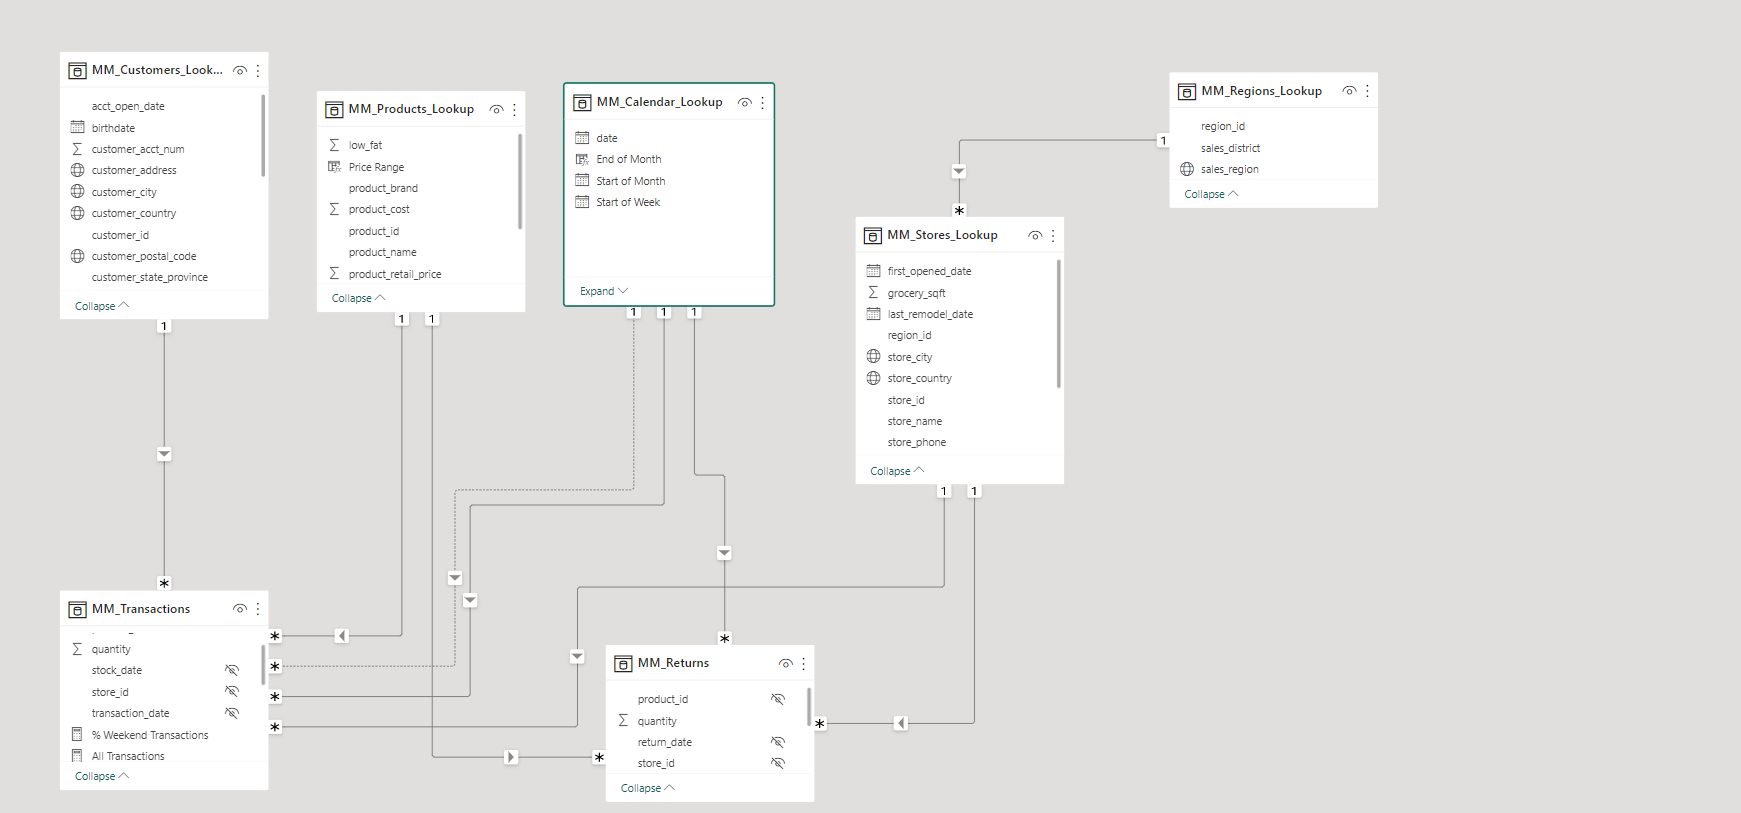 MM_Customers_Look...
acct_open_date
birthdate
customer_acct_num
customer_address
customer_city
customer_country
customer_id
customer_postal_code
customer_state_province
Collapse
1
*
MM_Products_Lookup
low_fat
Price Range
product_brand
product_cost
product_id
product_name
product_retail_price
Collapse
1
1
MM_Calendar_Lookup
date
End of Month
Start of Month
Start of Week
Expand
1
1
1
MM_Regions_Lookup
region_id
sales_district
sales_region
Collapse
1
*
MM_Stores_Lookup
first_opened_date
grocery_sqft
last_remodel_date
region_id
store_city
store_country
store_id
store_name
store_phone
Collapse
1
1
MM_Transactions
quantity
stock_date
store_id
transaction_date
% Weekend Transactions
All Transactions
Collapse
*
*
*
*
MM_Returns
product_id
quantity
return_date
store_id
Collapse
*
*
*